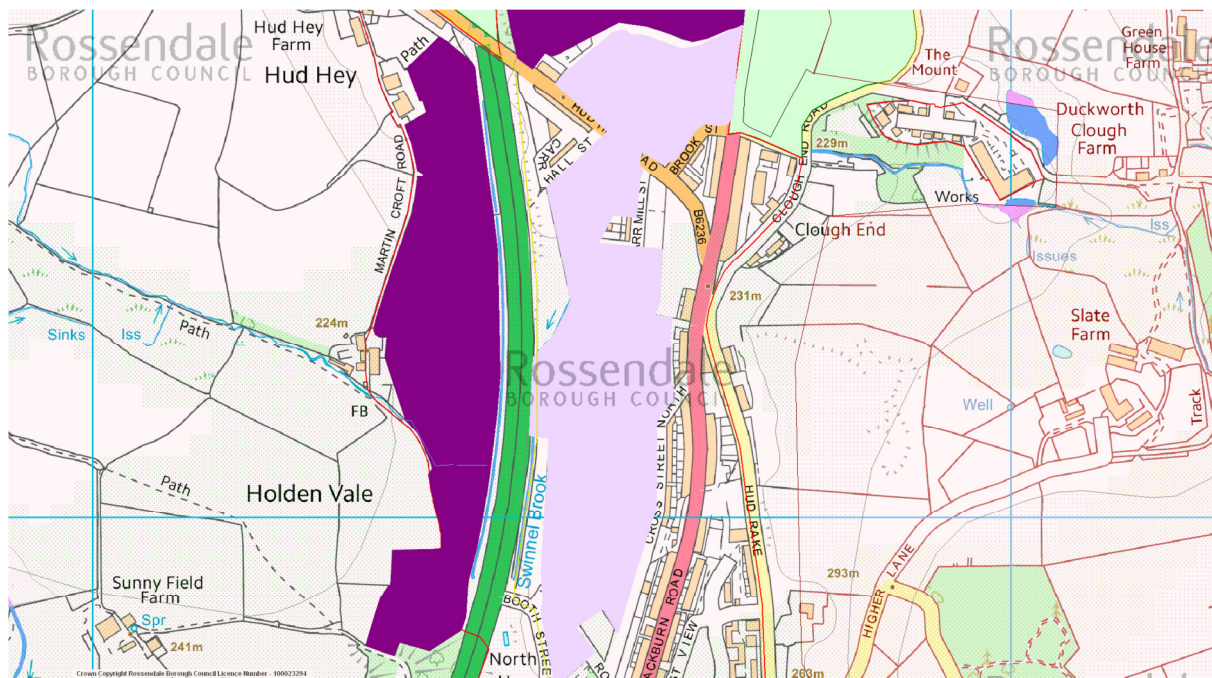 Rossendale
BOROUGH COUNCIL
Hud Hey
Farm
Path
Hud Hey
Rossendale
BOROUGH COUNCIL
Green
House
Farm
The
Mount
Duckworth
Clough
Farm
CARR
HALL ST
BROOK ST
CARR MILL ST
B6236
CLOUGH END ROAD
229m
Works
Clough End
Iss
Issues
MARTIN CROFT ROAD
231m
224m
Sinks
Iss
Path
Slate
Farm
Rossendale
BOROUGH COUNCIL
FB
Well
Track
Path
Holden Vale
Swinnel Brook
CROSS STREET NORTH
HUD RAKE
Sunny Field
Farm
Spr
241m
BOOTH STREET
BLACKBURN ROAD
293m
HIGHER LANE
North
263m
Crown Copyright Rossendale Borough Council Licence Number - 100023294